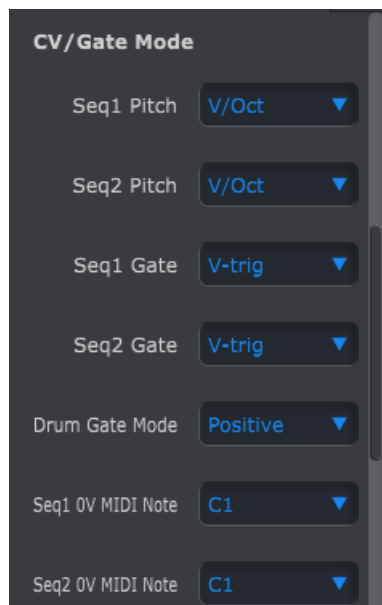 CV/Gate Mode
Seq1 Pitch V/Oct
Seq2 Pitch V/Oct
Seq1 Gate V-trig
Seq2 Gate V-trig
Drum Gate Mode Positive
Seq1 0V MIDI Note C1
Seq2 0V MIDI Note C1